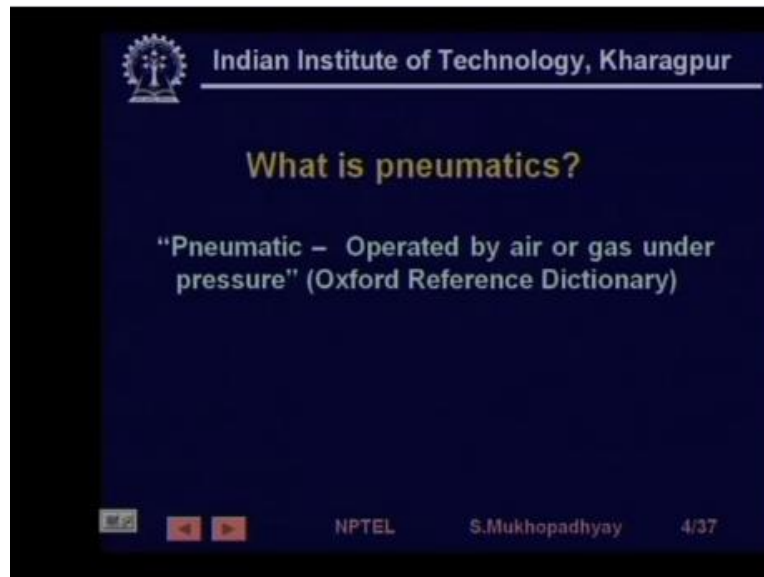 Indian Institute of Technology, Kharagpur
What is pneumatics?
“Pneumatic – Operated by air or gas under
pressure” (Oxford Reference Dictionary)
NPTEL S.Mukhopadhyay 4/37